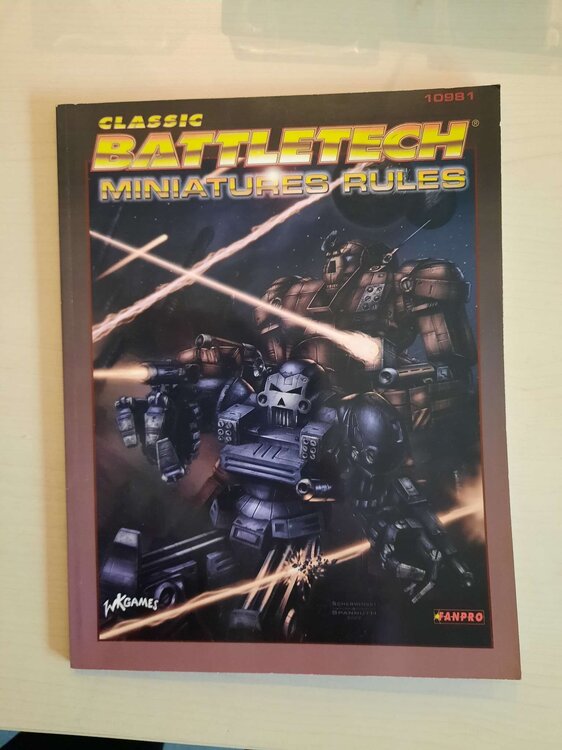 10981
CLASSIC
BATTLETECH®
MINIATURES RULES
WKGAMES
FANPRO